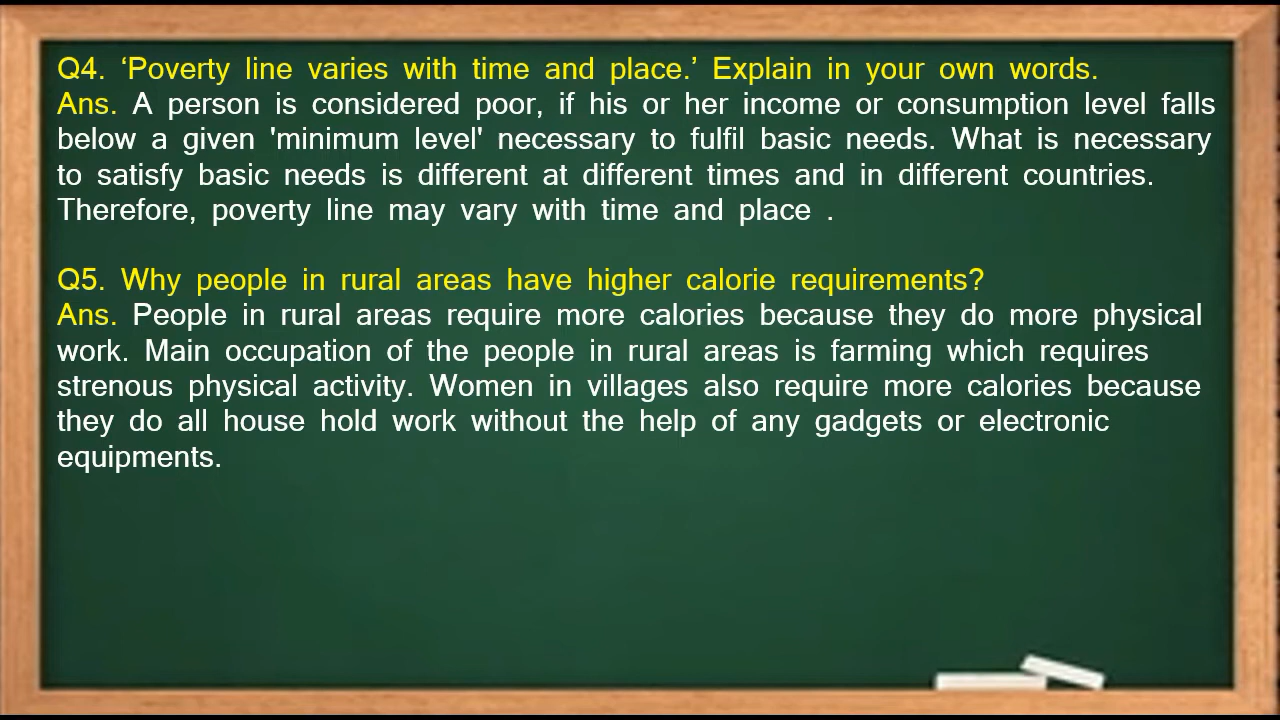 Q4. ‘Poverty line varies with time and place.’ Explain in your own words.
Ans. A person is considered poor, if his or her income or consumption level falls
below a given 'minimum level' necessary to fulfil basic needs. What is necessary
to satisfy basic needs is different at different times and in different countries.
Therefore, poverty line may vary with time and place .
Q5. Why people in rural areas have higher calorie requirements?
Ans. People in rural areas require more calories because they do more physical
work. Main occupation of the people in rural areas is farming which requires
strenous physical activity. Women in villages also require more calories because
they do all house hold work without the help of any gadgets or electronic
equipments.